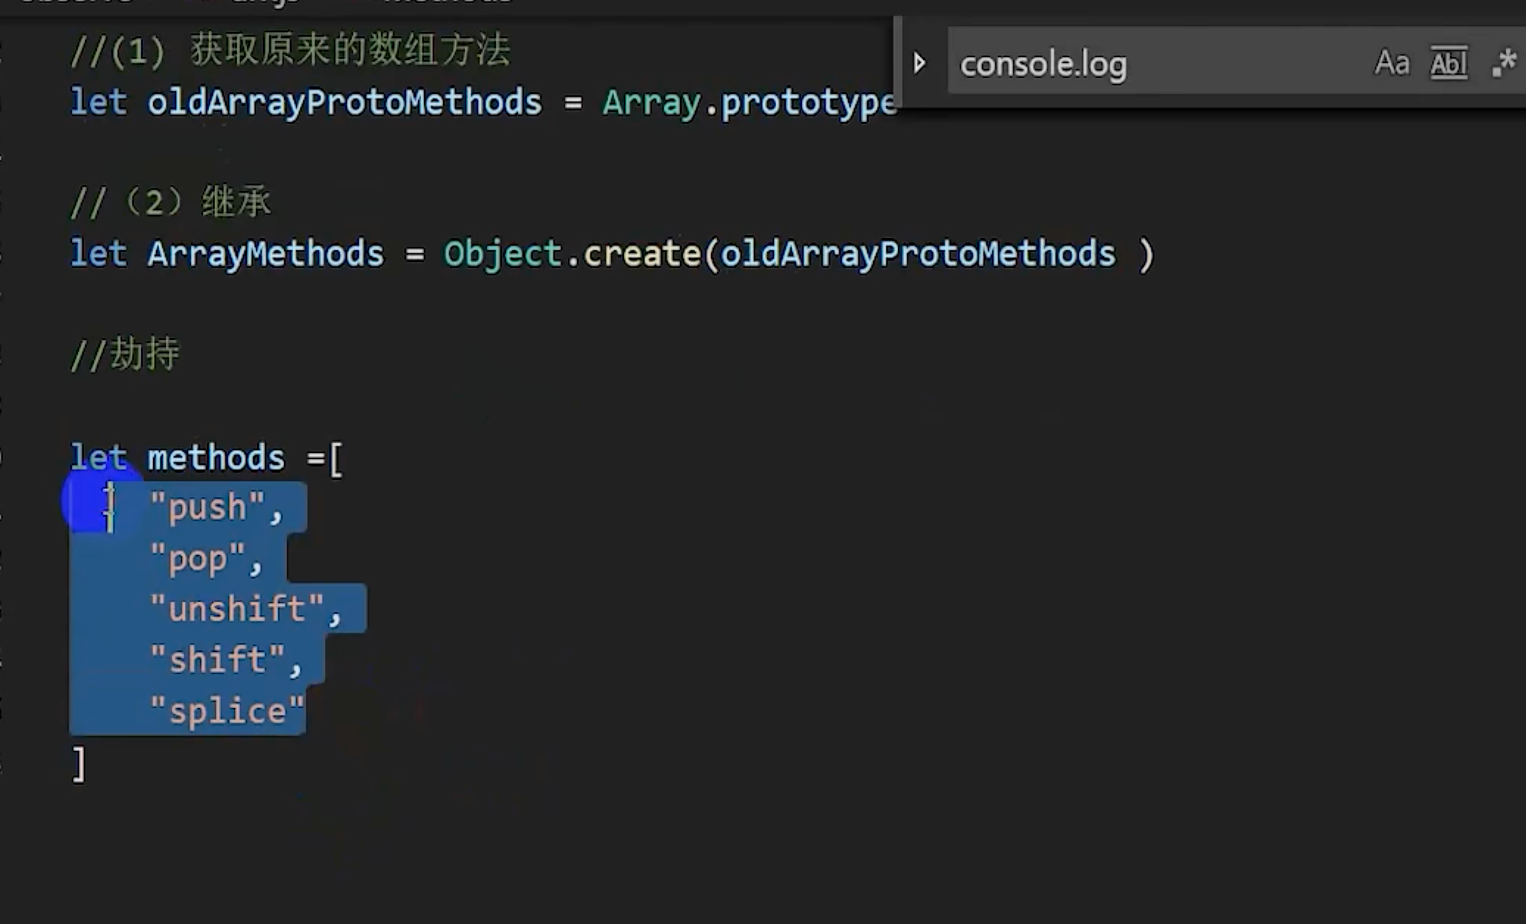 //(1) 获取原来的数组方法
let oldArrayProtoMethods = Array.prototype
console.log
Aa
Abl
.*
//（2）继承
let ArrayMethods = Object.create(oldArrayProtoMethods )
//劫持
let methods =[
"push",
"pop",
"unshift",
"shift",
"splice"
]